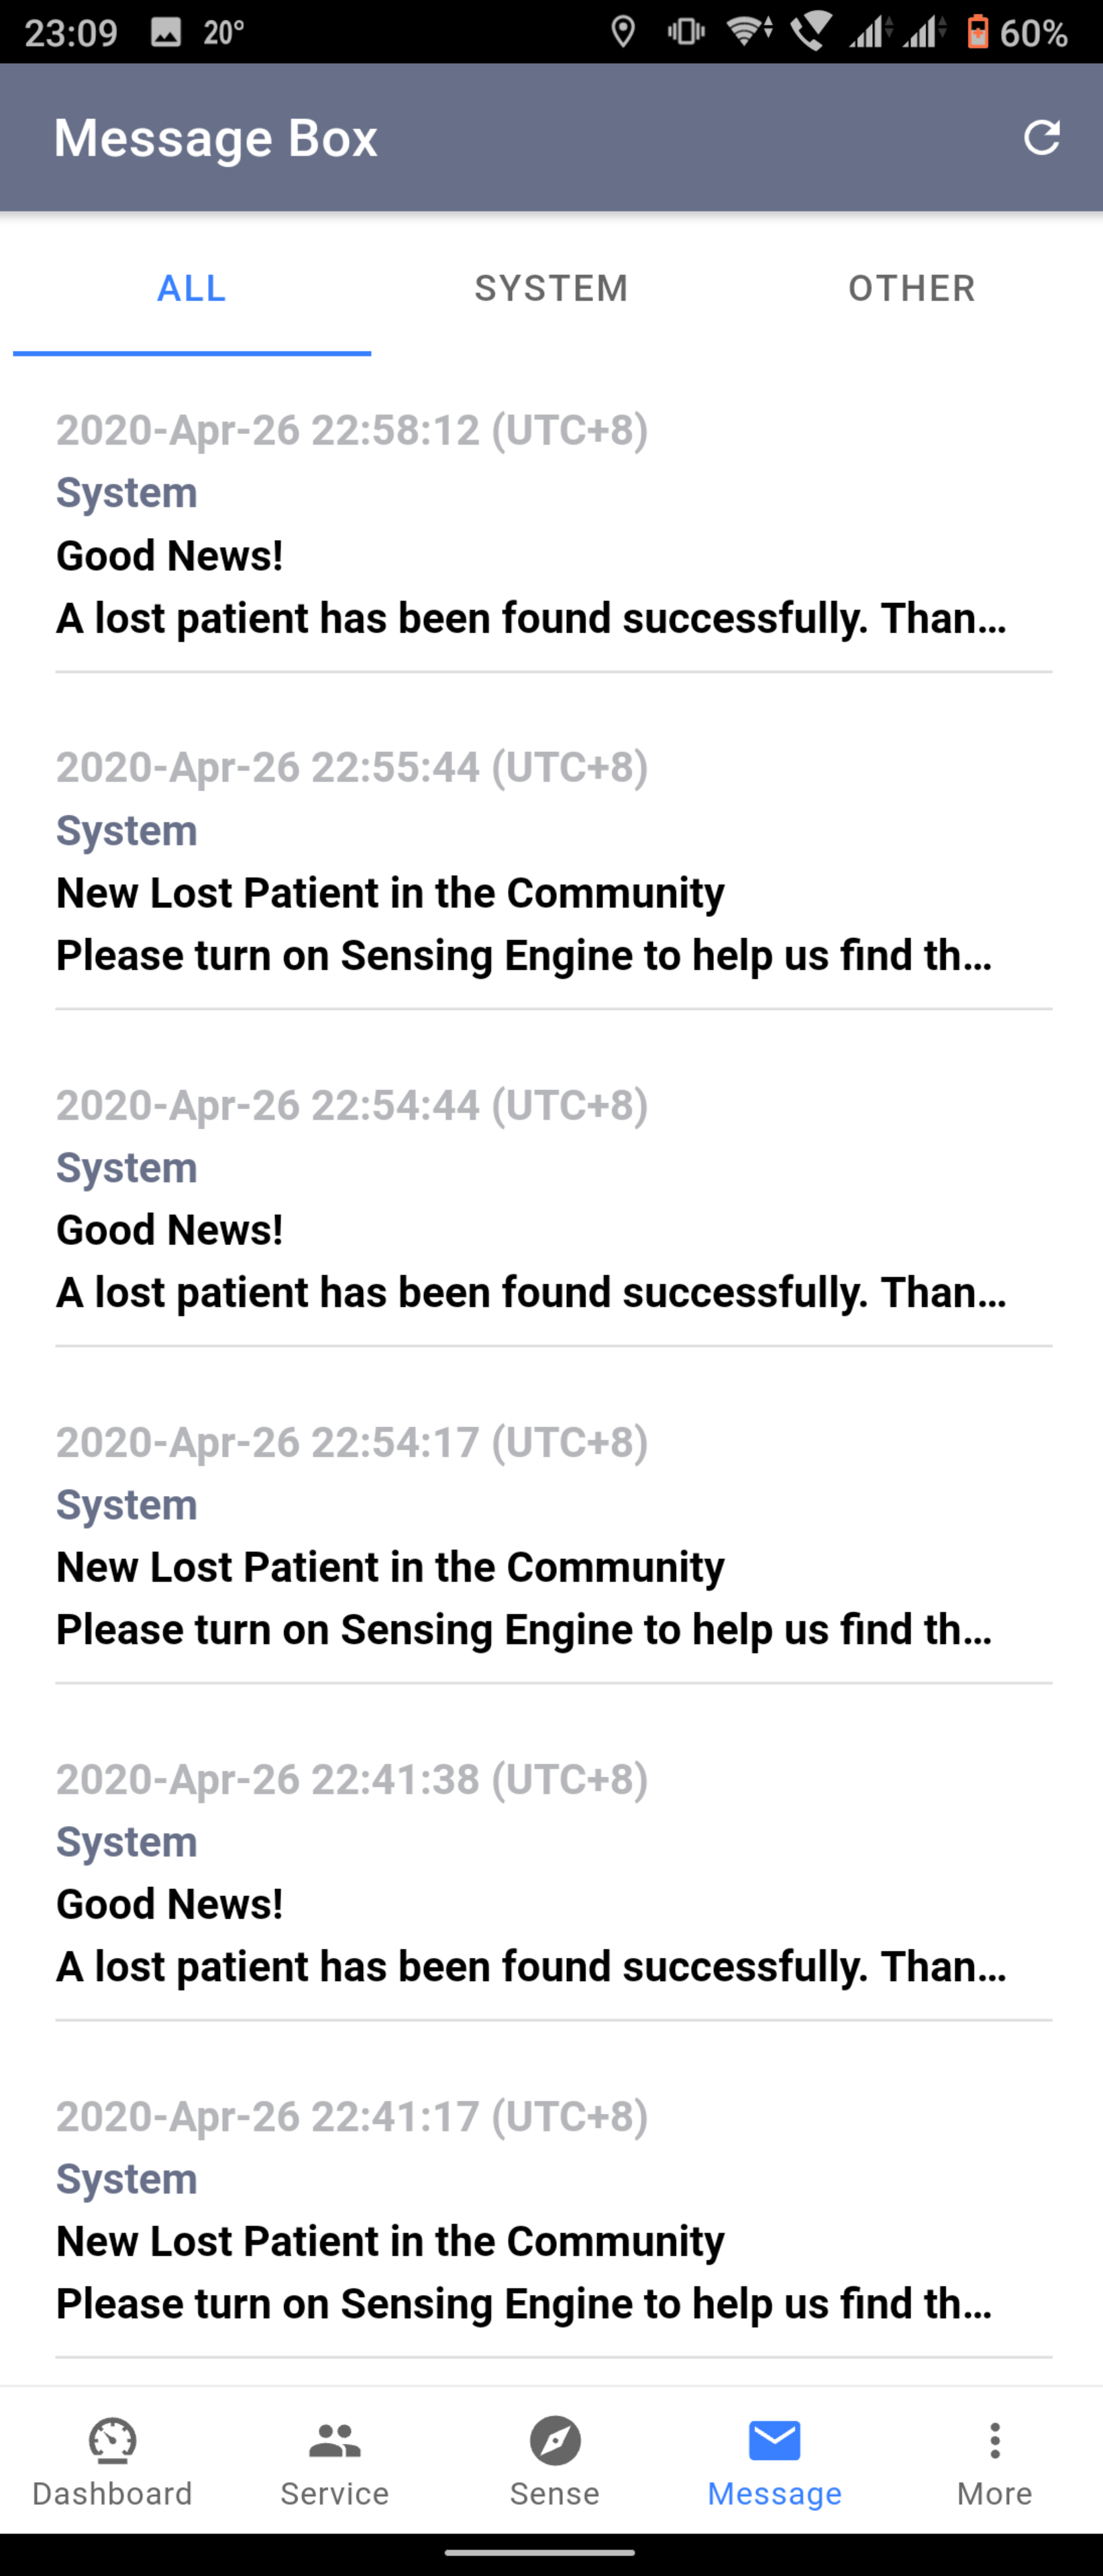 23:09 20° 60%
Message Box
ALL SYSTEM OTHER
2020-Apr-26 22:58:12 (UTC+8)
System
Good News!
A lost patient has been found successfully. Than...
2020-Apr-26 22:55:44 (UTC+8)
System
New Lost Patient in the Community
Please turn on Sensing Engine to help us find th...
2020-Apr-26 22:54:44 (UTC+8)
System
Good News!
A lost patient has been found successfully. Than...
2020-Apr-26 22:54:17 (UTC+8)
System
New Lost Patient in the Community
Please turn on Sensing Engine to help us find th...
2020-Apr-26 22:41:38 (UTC+8)
System
Good News!
A lost patient has been found successfully. Than...
2020-Apr-26 22:41:17 (UTC+8)
System
New Lost Patient in the Community
Please turn on Sensing Engine to help us find th...
Dashboard Service Sense Message More